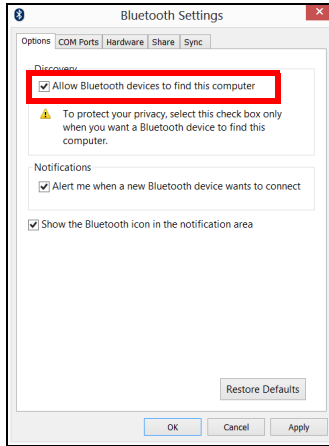 Bluetooth Settings
Options COM Ports Hardware Share Sync
Discovery
Allow Bluetooth devices to find this computer
To protect your privacy, select this check box only
when you want a Bluetooth device to find this
computer.
Notifications
Alert me when a new Bluetooth device wants to connect
Show the Bluetooth icon in the notification area
Restore Defaults
OK Cancel Apply